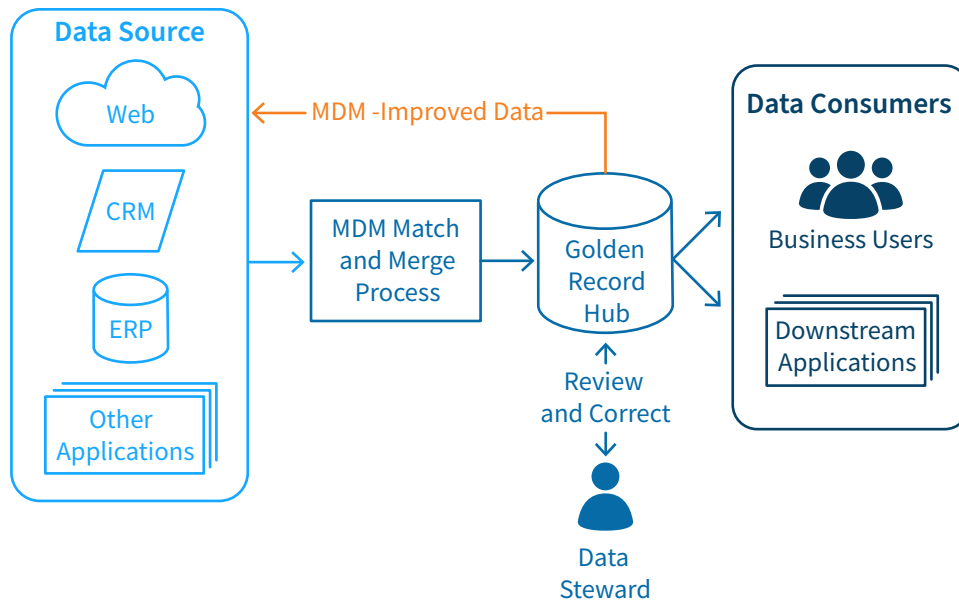 Data Source
Web
CRM
ERP
Other
Applications
MDM -Improved Data
MDM Match
and Merge
Process
Golden
Record
Hub
Review
and Correct
Data
Steward
Data Consumers
Business Users
Downstream
Applications